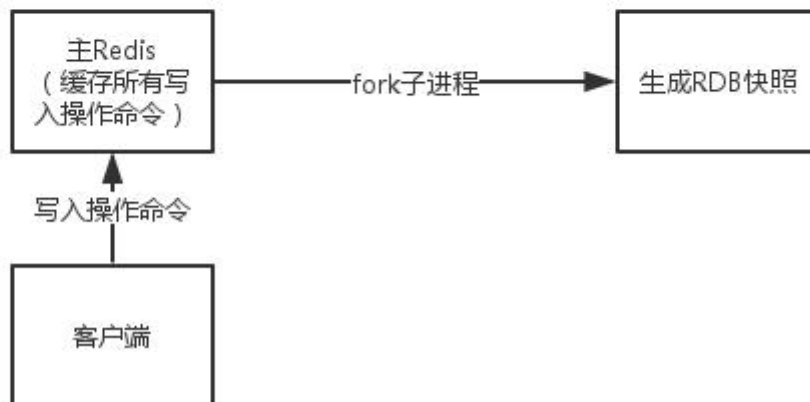 主Redis
（缓存所有写
入操作命令）
fork子进程
生成RDB快照
写入操作命令
客户端